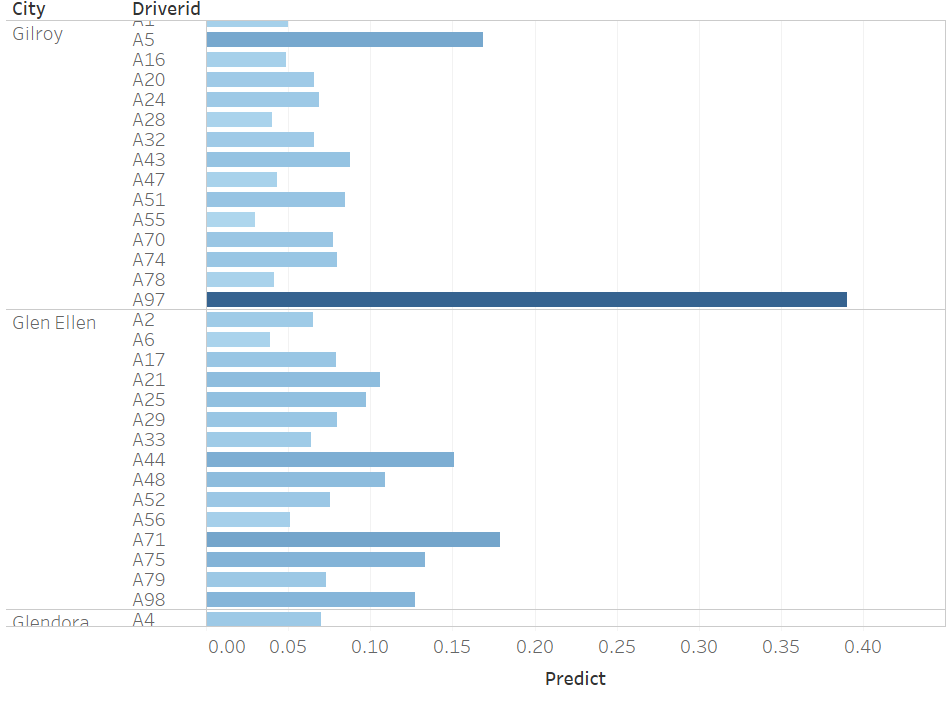 City Driverid
A1
Gilroy A5
A16
A20
A24
A28
A32
A43
A47
A51
A55
A70
A74
A78
A97
Glen Ellen A2
A6
A17
A21
A25
A29
A33
A44
A48
A52
A56
A71
A75
A79
A98
Glendora A4
0.00 0.05 0.10 0.15 0.20 0.25 0.30 0.35 0.40
Predict